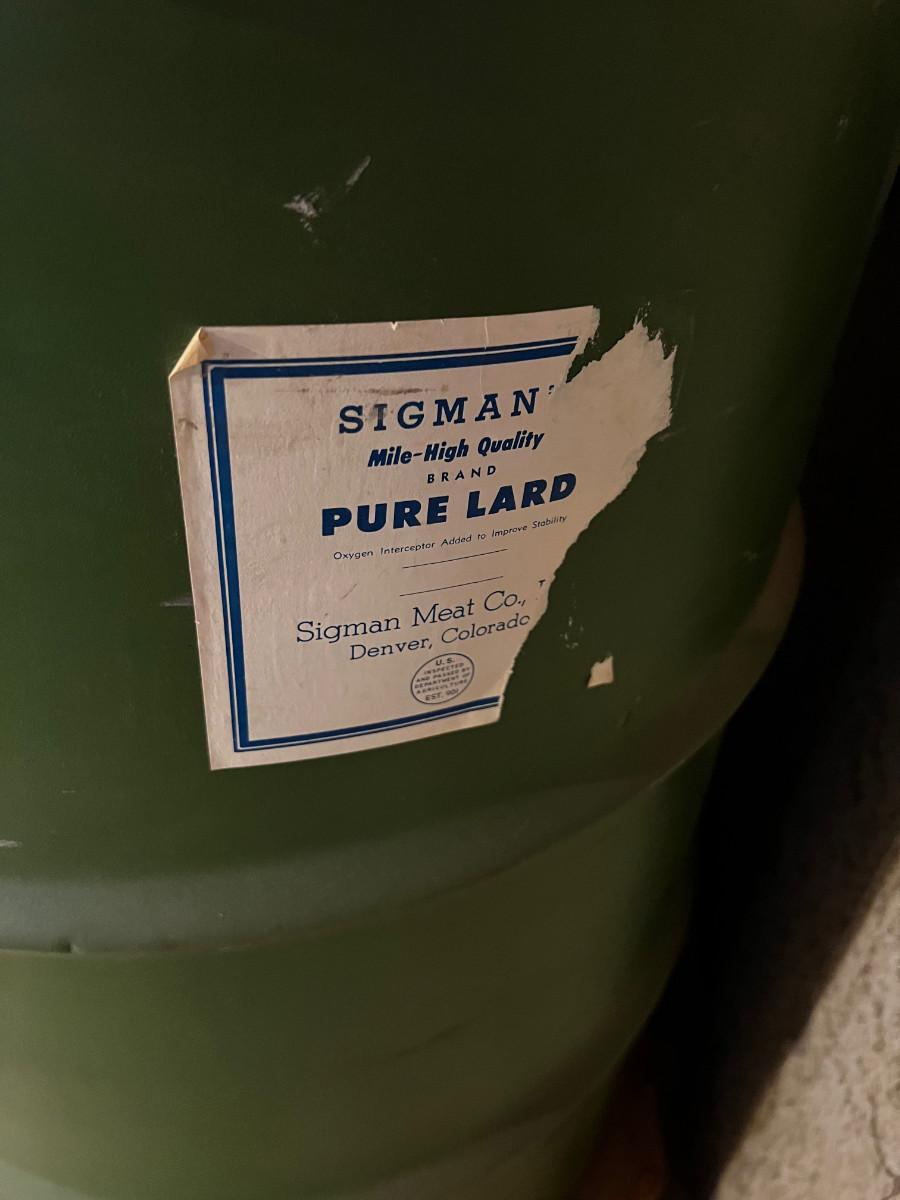 SIGMAN'
Mile-High Quality
BRAND
PURE LARD
Oxygen Interceptor Added to Improve Stability
Sigman Meat Co.,
Denver, Colorado
U.S.
INSPECTED
AND PASSED BY
DEPARTMENT OF
AGRICULTURE
EST. 901